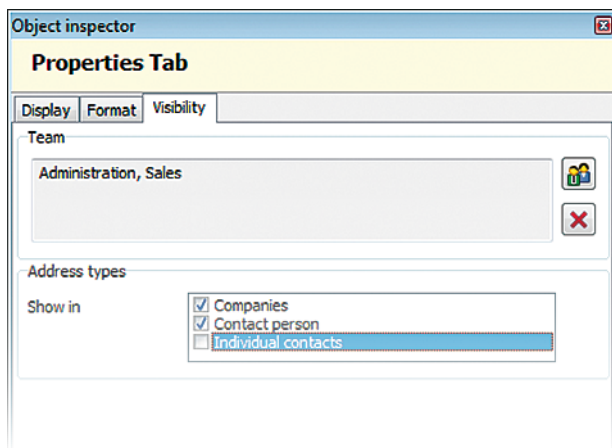 Object inspector
Properties Tab
Display Format Visibility
Team
Administration, Sales
Address types
Show in
Companies
Contact person
Individual contacts